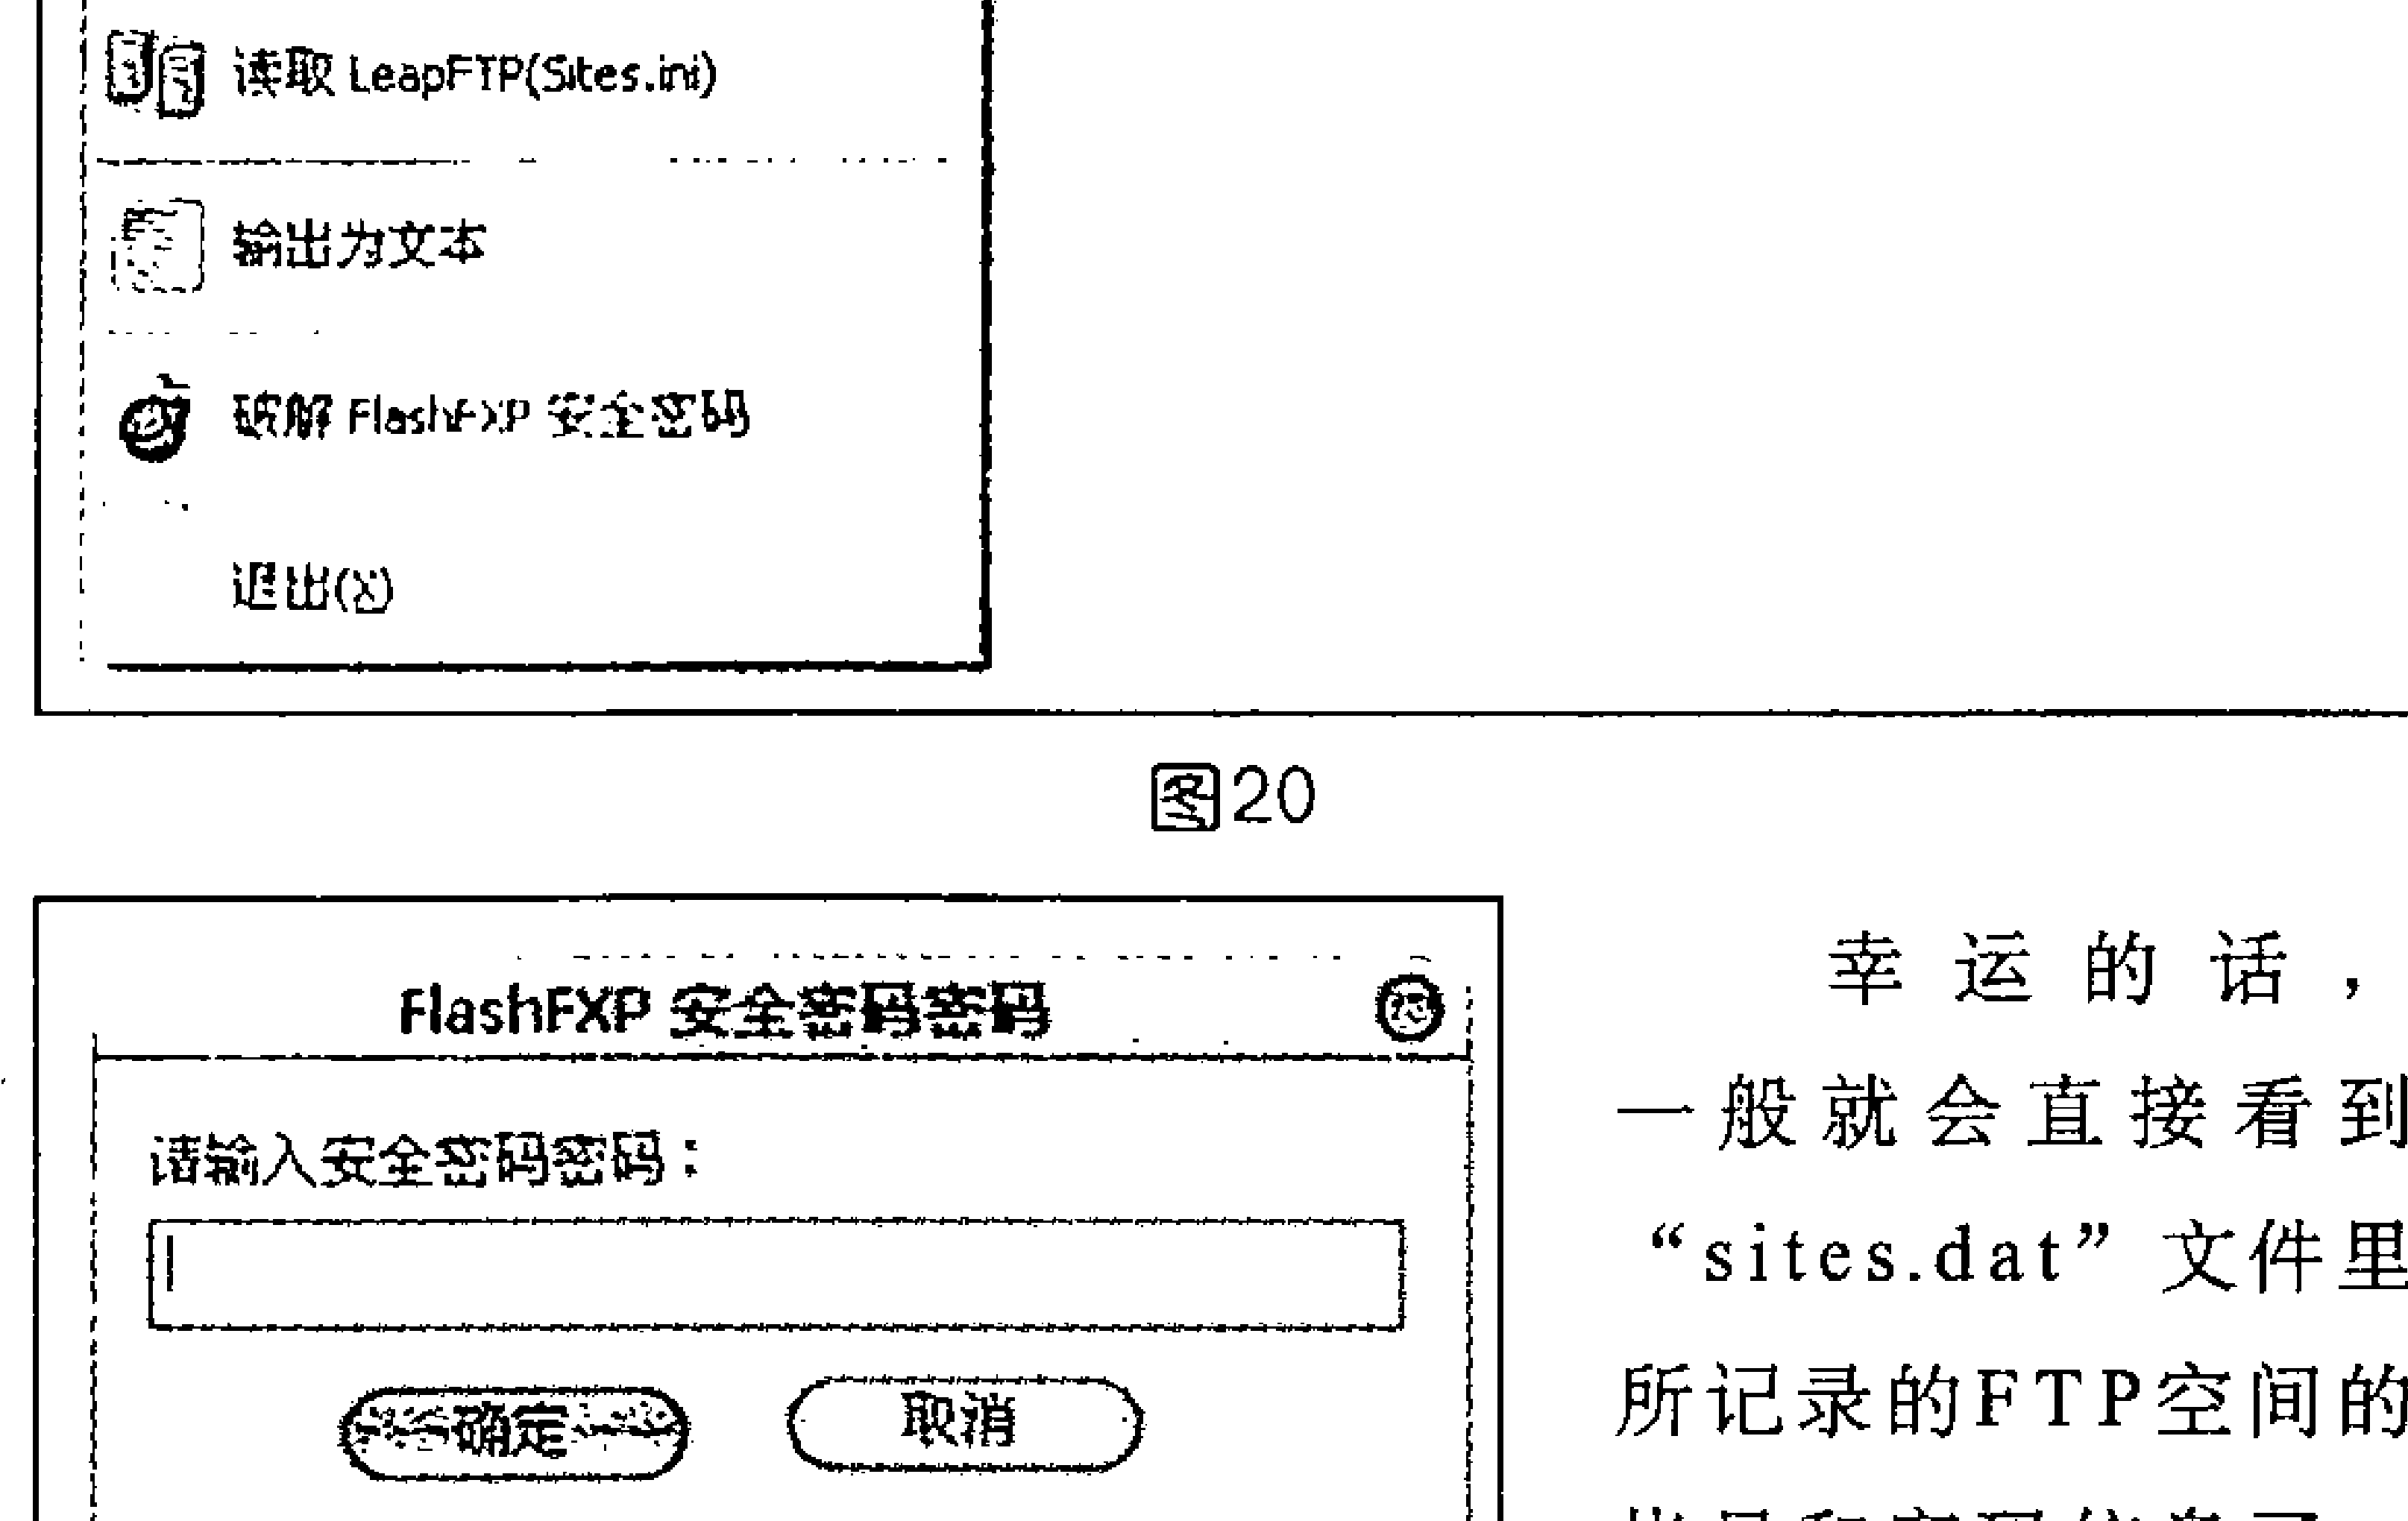 读取 LeapFTP(Sites.ini)
输出为文本
破解 FlashFXP 安全密码
退出(X)
图20
FlashFXP 安全密码密码
请输入安全密码密码：
确定
取消
幸运的话，
一般就会直接看到
“sites.dat”文件里
所记录的FTP空间的